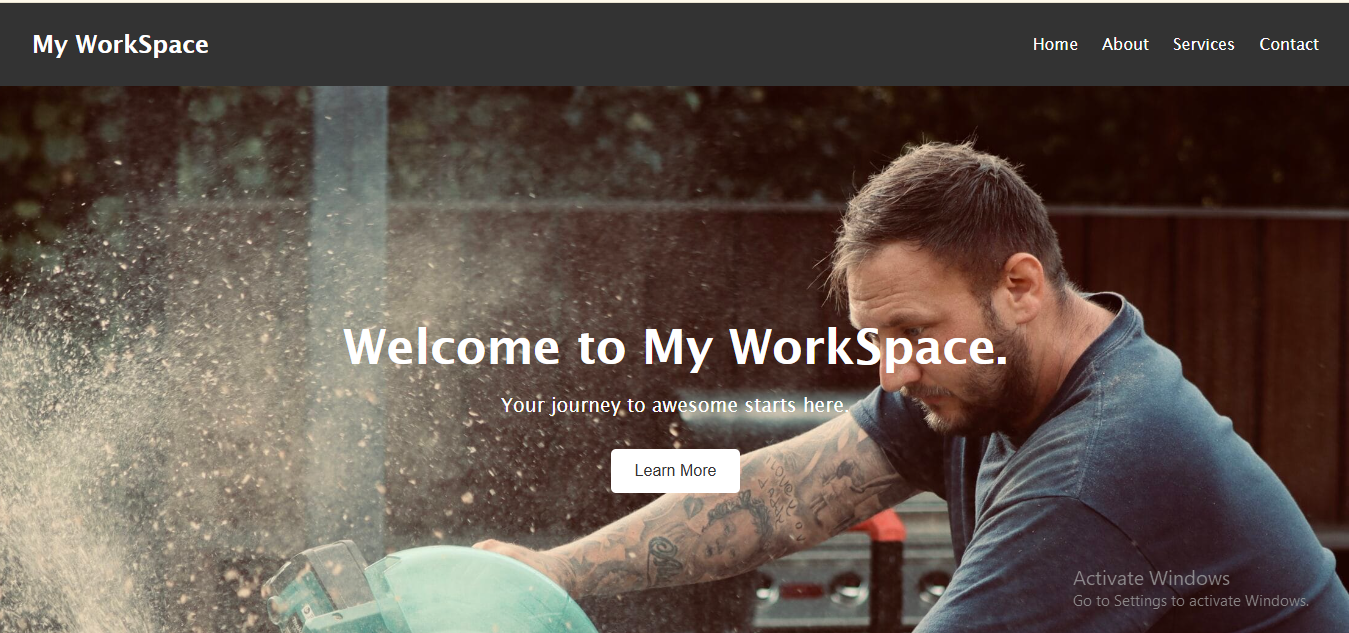 My WorkSpace
Home About Services Contact
Welcome to My WorkSpace.
Your journey to awesome starts here.
Learn More
Activate Windows
Go to Settings to activate Windows.